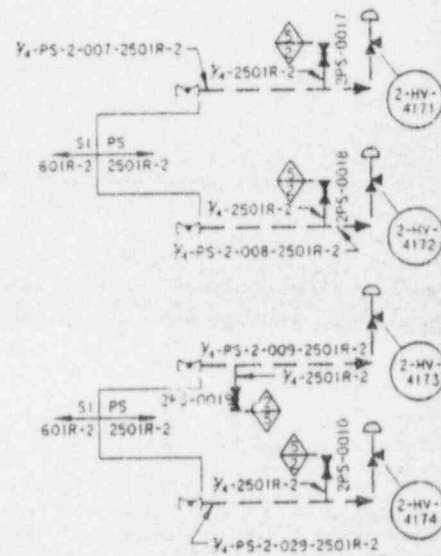 ¾-PS-2-007-2501R-2
¾-2501R-2
2PS-0017
2-HV-
4171
SI PS
601R-2 2501R-2
2PS-0018
¾-2501R-2
2-HV-
4172
¾-PS-2-008-2501R-2
¾-PS-2-009-2501R-2
¾-2501R-2
2-HV-
4173
SI PS
601R-2 2501R-2
2PS-0010
¾-2501R-2
2-HV-
4174
¾-PS-2-029-2501R-2